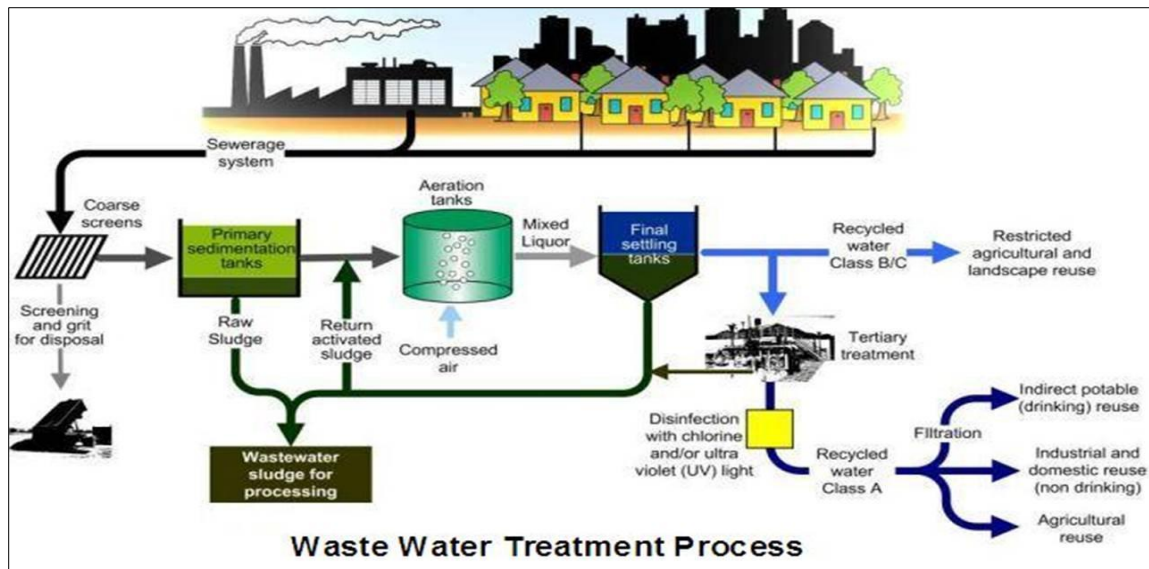 Sewerage
system
Coarse
screens
Primary
sedimentation
tanks
Aeration
tanks
Mixed
Liquor
Final
settling
tanks
Recycled
water
Class B/C
Restricted
agricultural and
landscape reuse
Screening
and grit
for disposal
Raw
Sludge
Return
activated
sludge
Compressed
air
Tertiary
treatment
Wastewater
sludge for
processing
Disinfection
with chlorine
and/or ultra
violet (UV) light
Recycled
water
Class A
FIltration
Indirect potable
(drinking) reuse
Industrial and
domestic reuse
(non drinking)
Agricultural
reuse
Waste Water Treatment Process